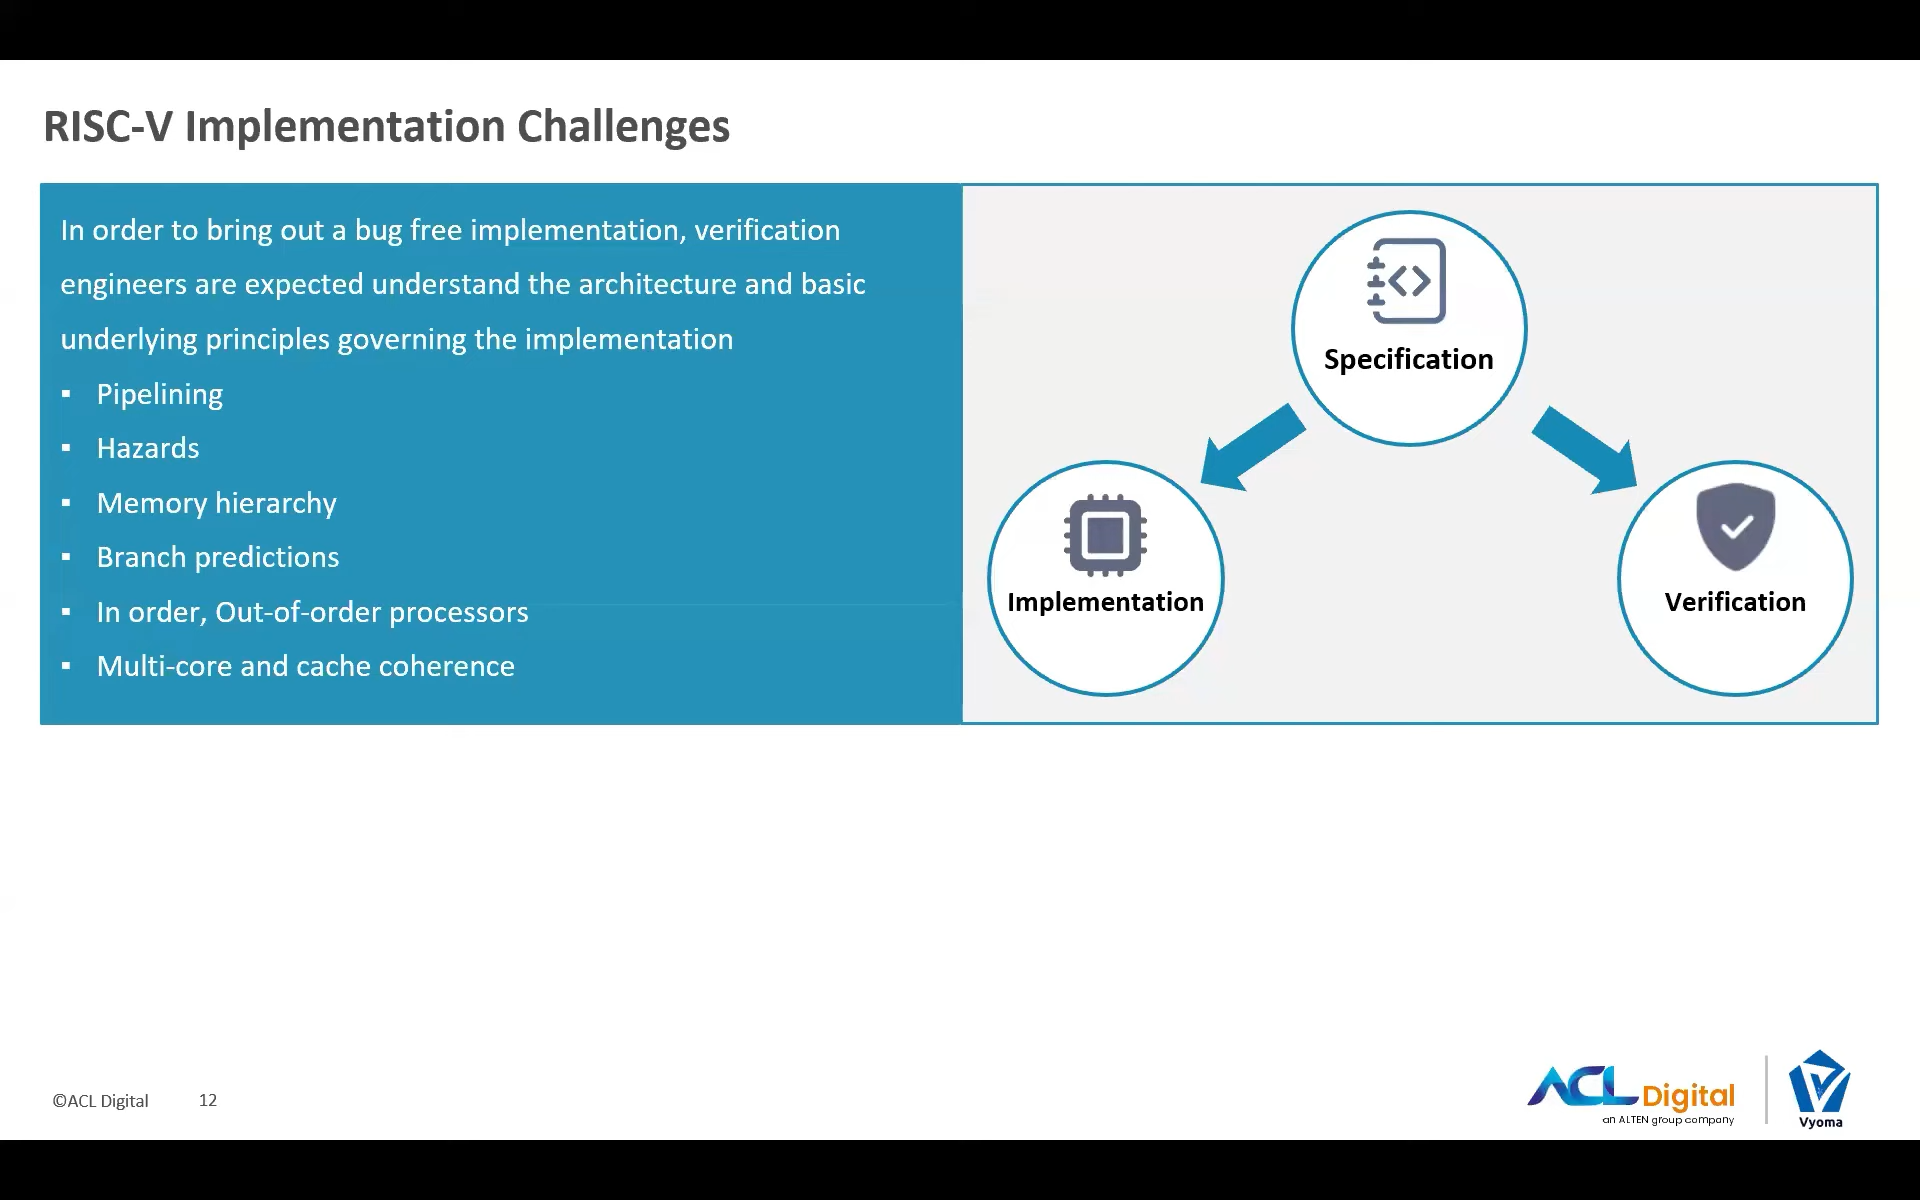 RISC-V Implementation Challenges
In order to bring out a bug free implementation, verification
engineers are expected understand the architecture and basic
underlying principles governing the implementation
▪ Pipelining
▪ Hazards
▪ Memory hierarchy
▪ Branch predictions
▪ In order, Out-of-order processors
▪ Multi-core and cache coherence
Specification
Implementation
Verification
©ACL Digital
12
ACL Digital
an ALTEN group company
Vyoma